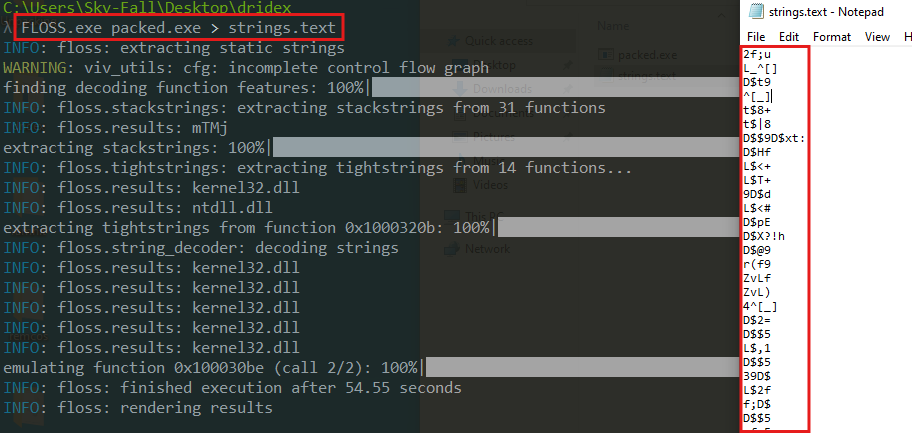 C:\Users\Sky-Fall\Desktop\dridex
λ FLOSS.exe packed.exe > strings.text
INFO: floss: extracting static strings
WARNING: viv_utils: cfg: incomplete control flow graph
finding decoding function features: 100%|
INFO: floss.stackstrings: extracting stackstrings from 31 functions
INFO: floss.results: mTMj
extracting stackstrings: 100%|
INFO: floss.tightstrings: extracting tightstrings from 14 functions...
INFO: floss.results: kernel32.dll
INFO: floss.results: ntdll.dll
extracting tightstrings from function 0x1000320b: 100%|
INFO: floss.string_decoder: decoding strings
INFO: floss.results: kernel32.dll
INFO: floss.results: kernel32.dll
INFO: floss.results: kernel32.dll
INFO: floss.results: kernel32.dll
INFO: floss.results: kernel32.dll
emulating function 0x100030be (call 2/2): 100%|
INFO: floss: finished execution after 54.55 seconds
INFO: floss: rendering results
Quick access
Desktop
Downloads
Documents
Pictures
Videos
This PC
Network
packed.exe
strings.text
strings.text - Notepad
File Edit Format View H
2f;u
L_^[]
D$t9
^[_]
t$8+
t$|8
D$$9D$xt:
D$Hf
L$<+
L$T+
9D$d
L$<#
D$pE
D$X?!h
D$@9
r(f9
ZvLf
ZvL)
4^[_]
D$2=
D$$5
L$,1
D$$5
39D$
L$2f
f;D$
D$$5